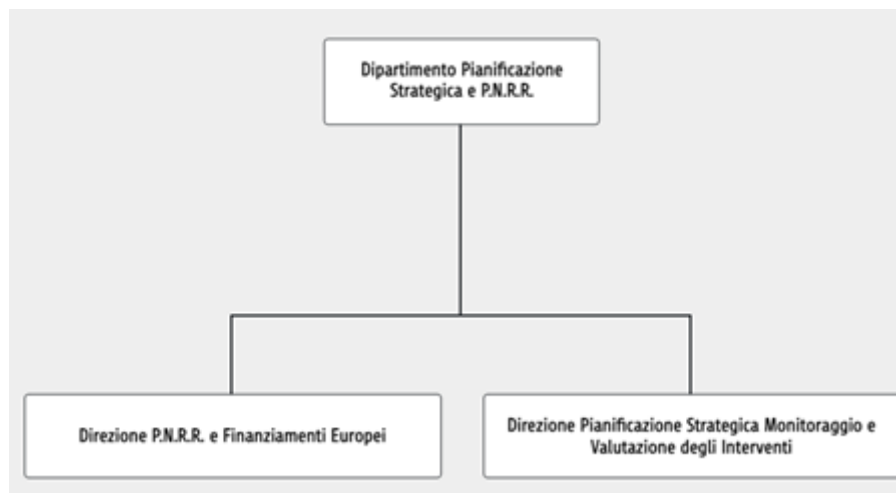 Dipartimento Pianificazione
Strategica e P.N.R.R.
Direzione P.N.R.R. e Finanziamenti Europei
Direzione Pianificazione Strategica Monitoraggio e
Valutazione degli Interventi